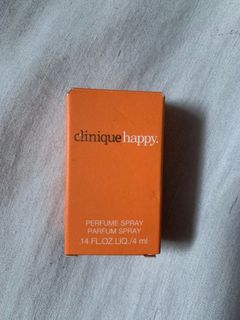 clinique happy.
PERFUME SPRAY
PARFUM SPRAY
.14 FL.OZ.LIQ./4 ml